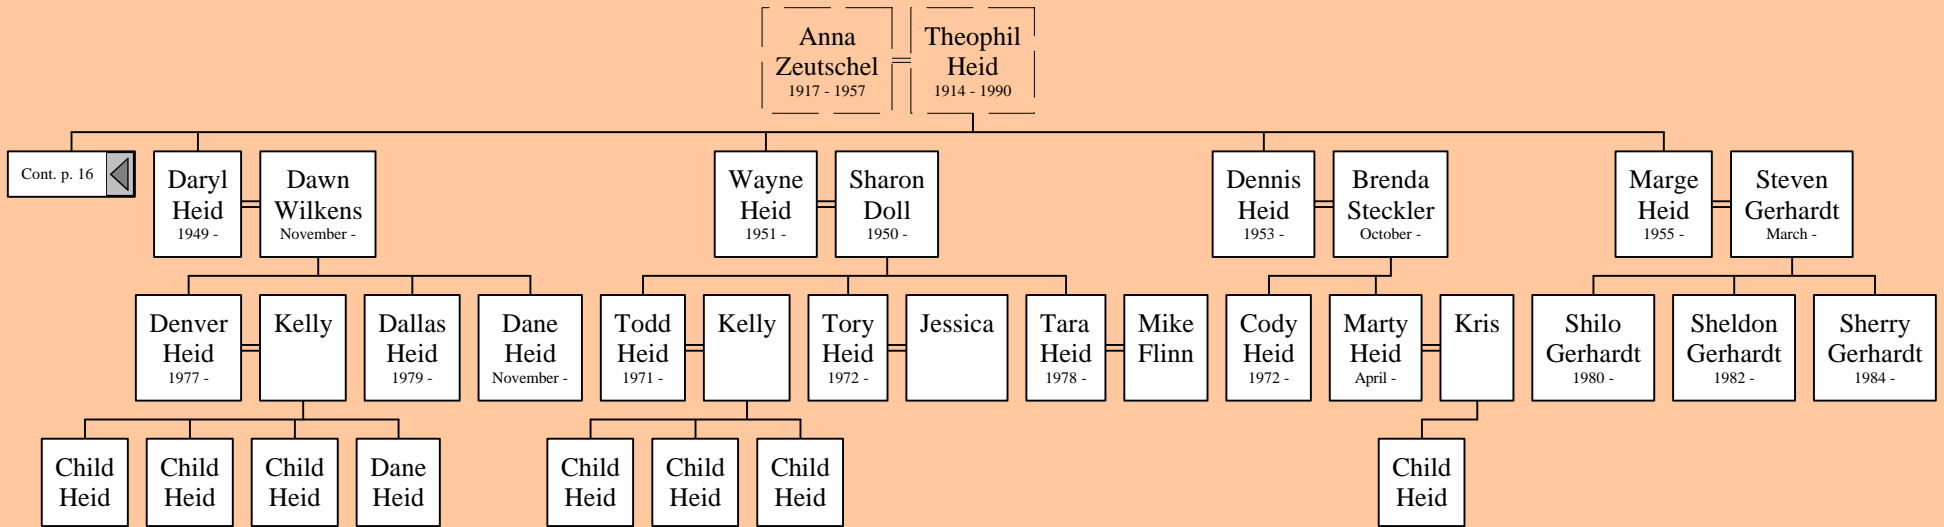 Anna
Zeutschel
1917 - 1957
Theophil
Heid
1914 - 1990
Cont. p. 16
Daryl
Heid
1949 -
Dawn
Wilkens
November -
Wayne
Heid
1951 -
Sharon
Doll
1950 -
Dennis
Heid
1953 -
Brenda
Steckler
October -
Marge
Heid
1955 -
Steven
Gerhardt
March -
Denver
Heid
1977 -
Kelly
Dallas
Heid
1979 -
Dane
Heid
November -
Todd
Heid
1971 -
Kelly
Tory
Heid
1972 -
Jessica
Tara
Heid
1978 -
Mike
Flinn
Cody
Heid
1972 -
Marty
Heid
April -
Kris
Shilo
Gerhardt
1980 -
Sheldon
Gerhardt
1982 -
Sherry
Gerhardt
1984 -
Child
Heid
Child
Heid
Child
Heid
Dane
Heid
Child
Heid
Child
Heid
Child
Heid
Child
Heid